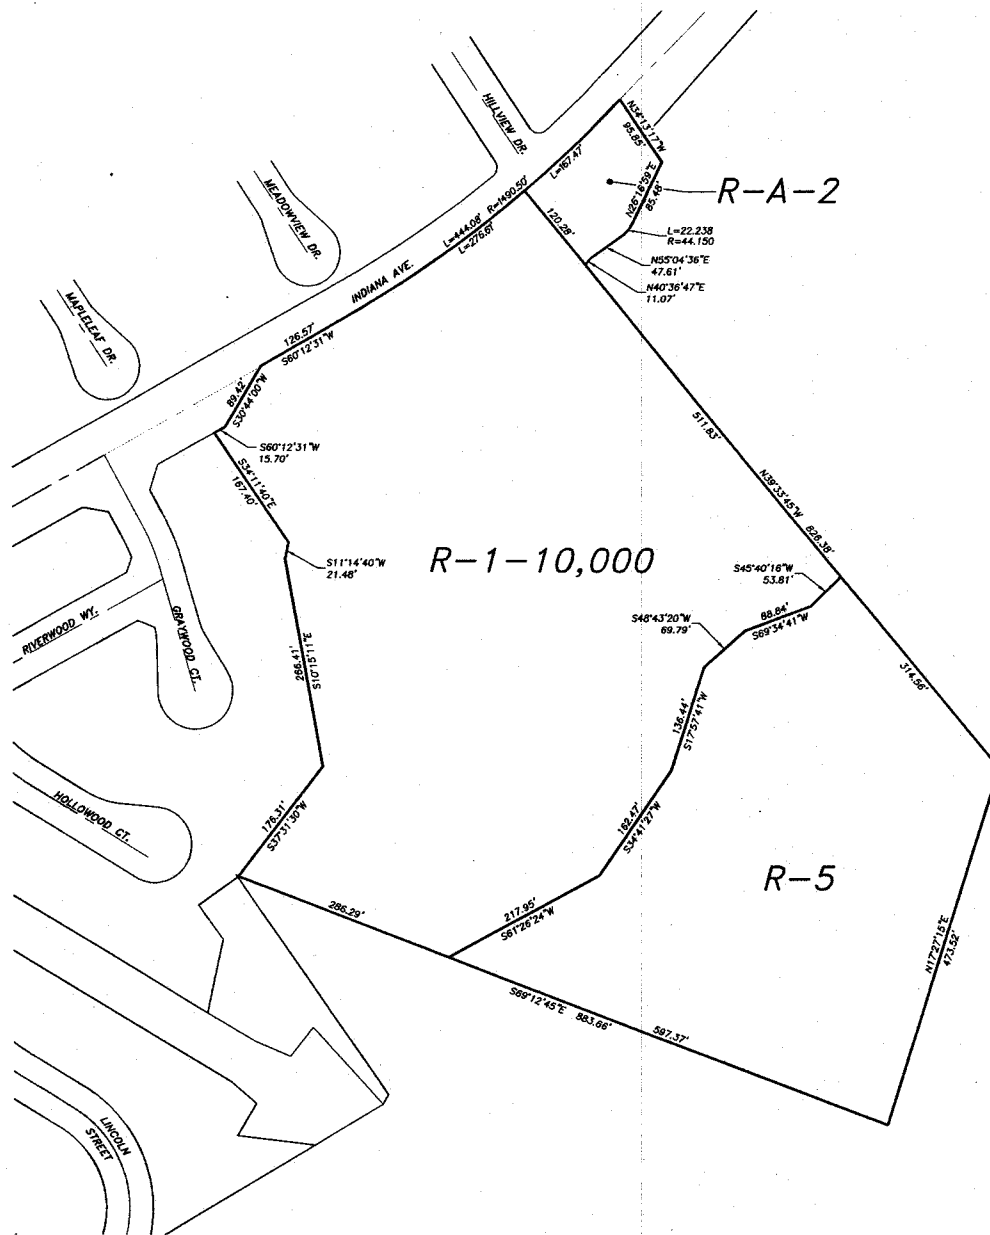 HILLVIEW DR.
N34°13'17"W
95.85'
L=167.47'
R-A-2
N26°16'59"E
85.48'
MEADOWVIEW DR.
L=444.08' R=1490.50'
L=276.61'
120.28'
L=22.238
R=44.150
N55°04'36"E
47.61'
N40°36'47"E
11.07'
INDIANA AVE.
MAPLELEAF DR.
126.57'
S60°12'31"W
89.42'
S30°44'00"W
S60°12'31"W
15.70'
511.83'
S34°11'40"E
167.40'
N39°33'45"W 826.38'
R-1-10,000
S11°14'40"W
21.48'
S45°40'16"W
53.81'
RIVERWOOD WY.
GRAYWOOD CT.
S48°43'20"W
69.79'
88.84'
S69°34'41"W
S10°15'11"E
266.41'
314.56'
136.44'
S17°57'41"W
HOLLOWOOD CT.
176.31'
S37°31'30"W
162.47'
S34°41'27"W
R-5
286.29'
217.95'
S61°26'24"W
N17°27'15"E
473.52'
S69°12'45"E 883.66'
597.37'
LINCOLN
STREET